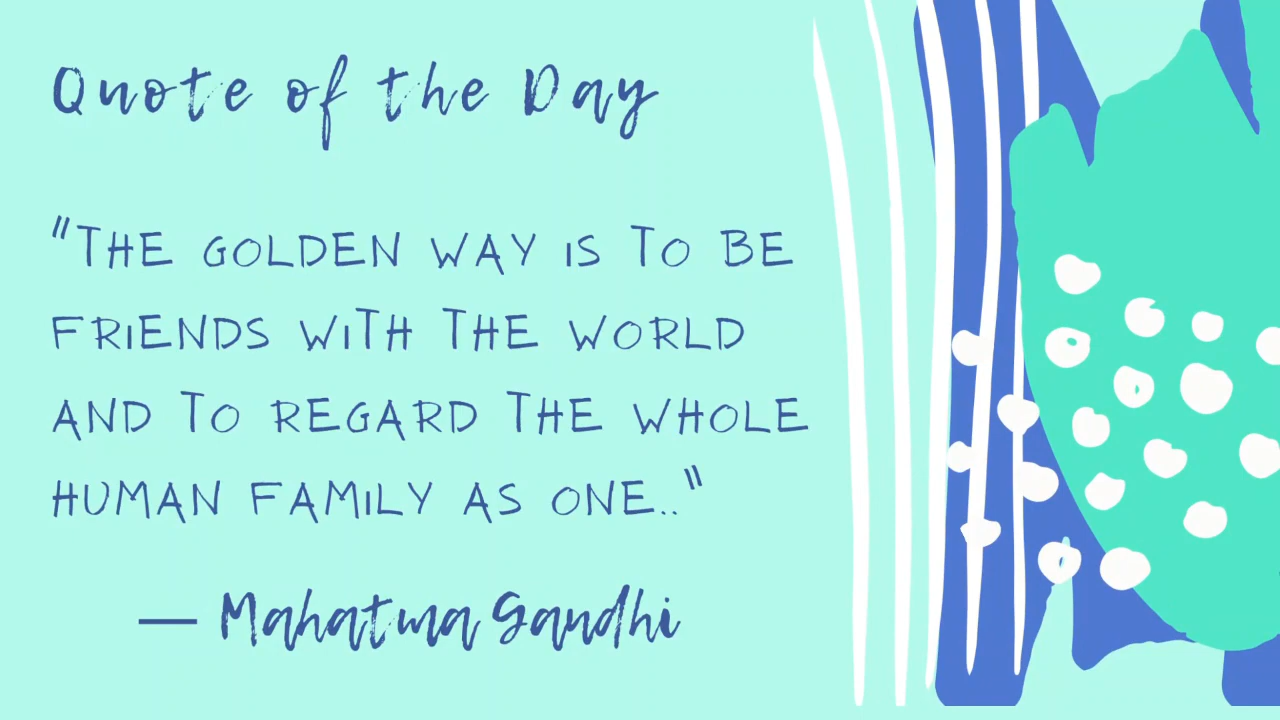 Quote of the Day
"THE GOLDEN WAY IS TO BE
FRIENDS WITH THE WORLD
AND TO REGARD THE WHOLE
HUMAN FAMILY AS ONE.."
— Mahatma Gandhi